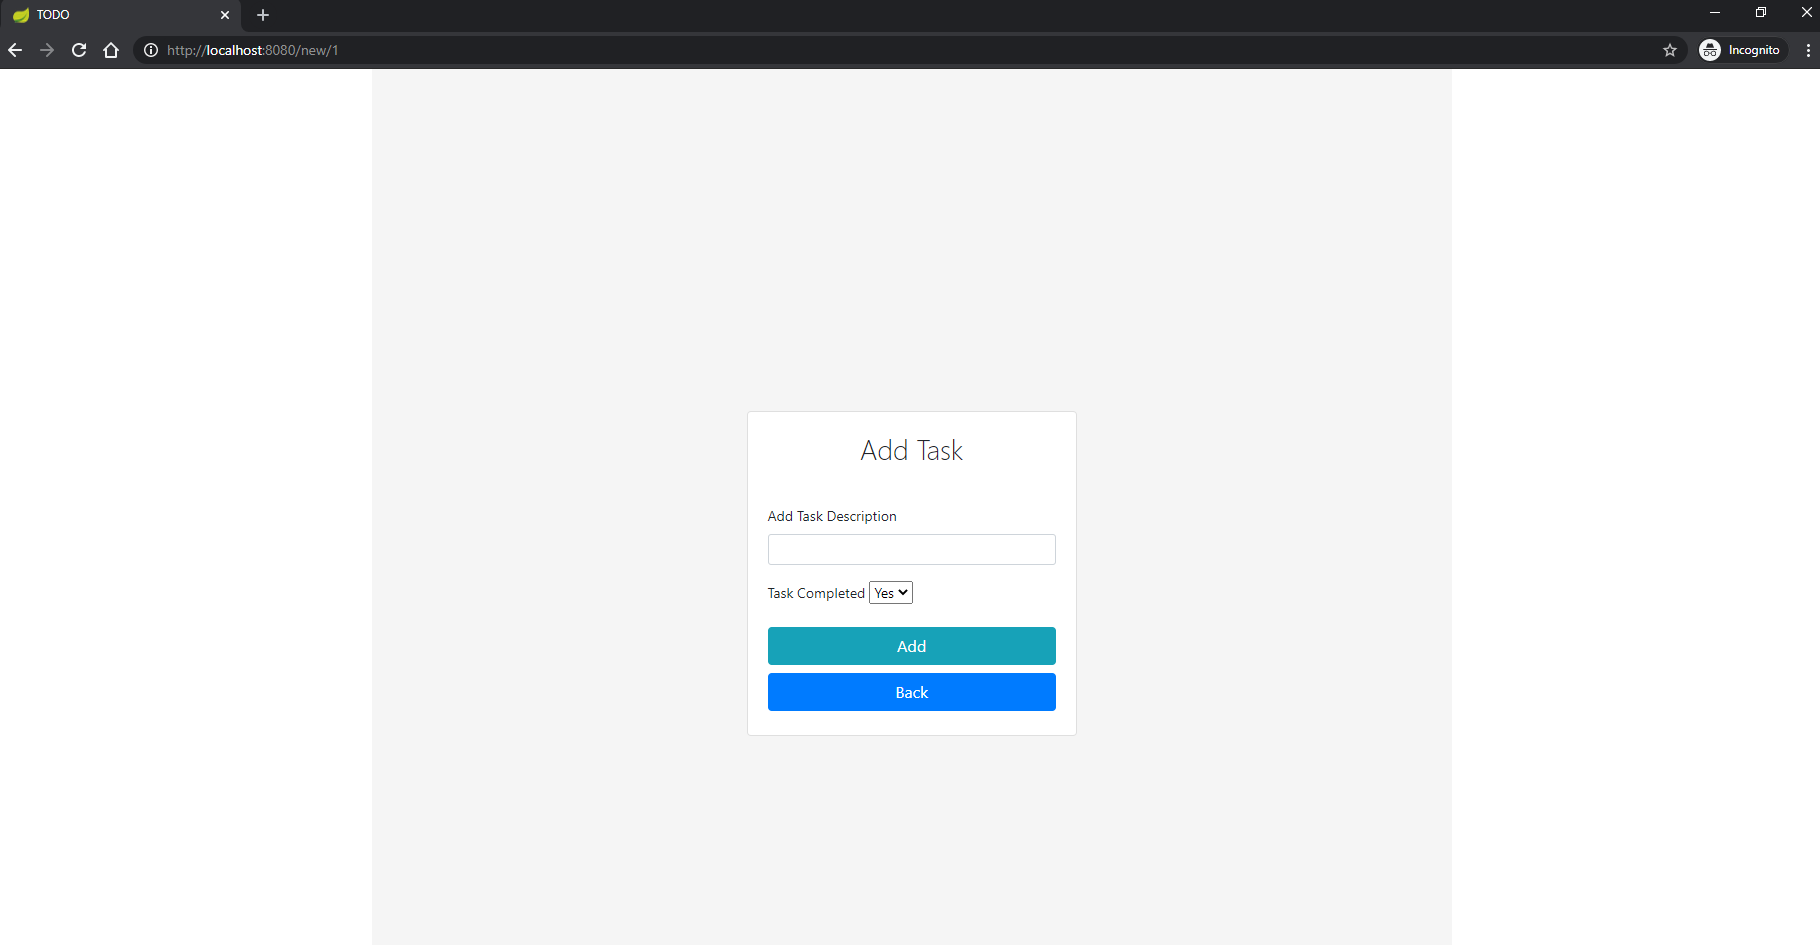 TODO
http://localhost:8080/new/1
Incognito
Add Task
Add Task Description
Task Completed Yes
Add
Back